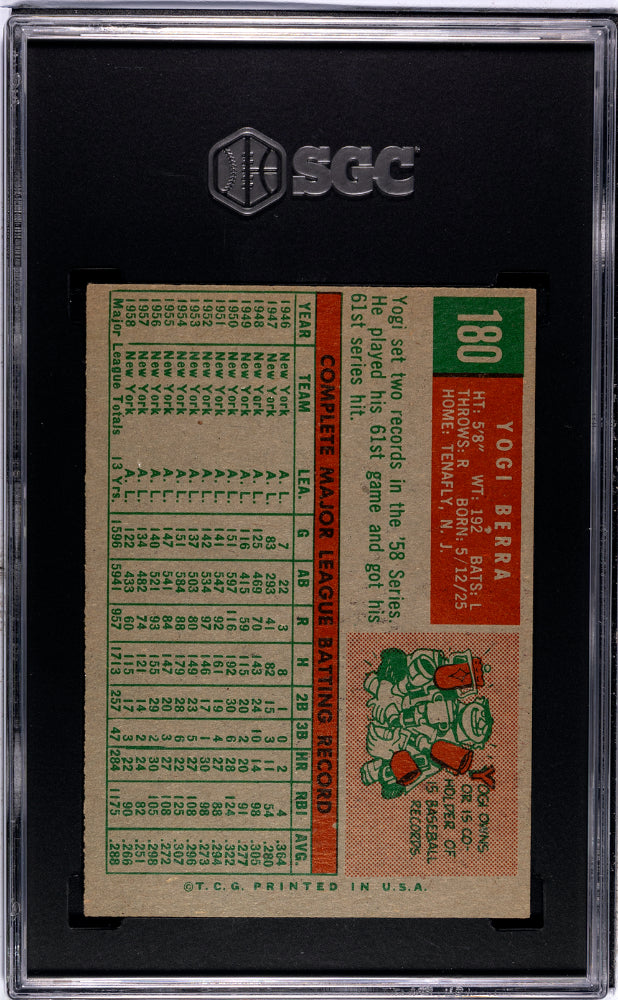 SGC
180
YOGI BERRA
HT: 5'8" WT: 192 BATS: L
THROWS: R BORN: 5/12/25
HOME: TENAFLY, N. J.
Yogi set two records in the '58 Series.
He played his 61st game and got his
61st series hit.
YOGI OWNS
OR IS CO-
HOLDER OF
15 BASEBALL
RECORDS.
COMPLETE MAJOR LEAGUE BATTING RECORD
YEAR TEAM LEA. G AB R H 2B 3B HR RBI AVG.
1946 New York A. L. 7 22 3 8 1 0 2 4 .364
1947 New York A. L. 83 293 41 82 15 3 11 54 .280
1948 New York A. L. 125 469 70 143 24 10 14 98 .305
1949 New York A. L. 116 415 59 115 20 2 20 91 .277
1950 New York A. L. 151 597 116 192 30 6 28 124 .322
1951 New York A. L. 141 547 92 161 19 4 27 88 .294
1952 New York A. L. 142 534 97 146 17 1 30 98 .273
1953 New York A. L. 137 503 80 149 23 5 27 108 .296
1954 New York A. L. 151 584 88 179 28 6 22 125 .307
1955 New York A. L. 147 541 84 147 20 3 27 108 .272
1956 New York A. L. 140 521 93 155 29 2 30 105 .298
1957 New York A. L. 134 482 74 121 14 2 24 82 .251
1958 New York A. L. 122 433 60 115 17 3 22 90 .266
Major League Totals 13 Yrs. 1596 5941 957 1713 257 47 284 1175 .288
©T.C.G. PRINTED IN U.S.A.